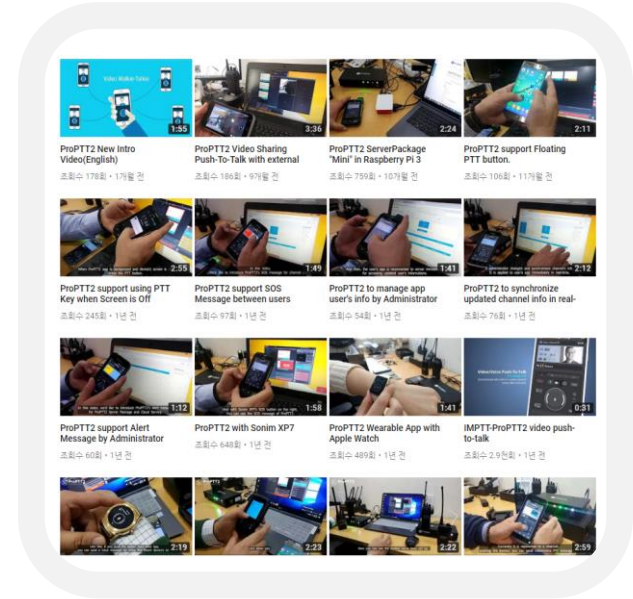 Video Walkie-Talkie
1:55
3:36
2:24
2:11
ProPTT2 New Intro
Video(English)
조회수 178회 • 1개월 전
ProPTT2 Video Sharing
Push-To-Talk with external
조회수 186회 • 9개월 전
ProPTT2 ServerPackage
"Mini" in Raspberry Pi 3
조회수 759회 • 10개월 전
ProPTT2 support Floating
PTT button.
조회수 106회 • 11개월 전
2:55
1:49
1:41
2:12
ProPTT2 support using PTT
Key when Screen is Off
조회수 245회 • 1년 전
ProPTT2 support SOS
Message between users
조회수 97회 • 1년 전
ProPTT2 to manage app
user's info by Administrator
조회수 54회 • 1년 전
ProPTT2 to synchronize
updated channel info in real-
조회수 76회 • 1년 전
1:12
1:58
1:41
Video/Voice Push-To-Talk
0:31
ProPTT2 support Alert
Message by Administrator
조회수 60회 • 1년 전
ProPTT2 with Sonim XP7
조회수 648회 • 1년 전
ProPTT2 Wearable App with
Apple Watch
조회수 489회 • 1년 전
IMPTT-ProPTT2 video push-
to-talk
조회수 2.9천회 • 1년 전
2:19
2:23
2:22
2:59